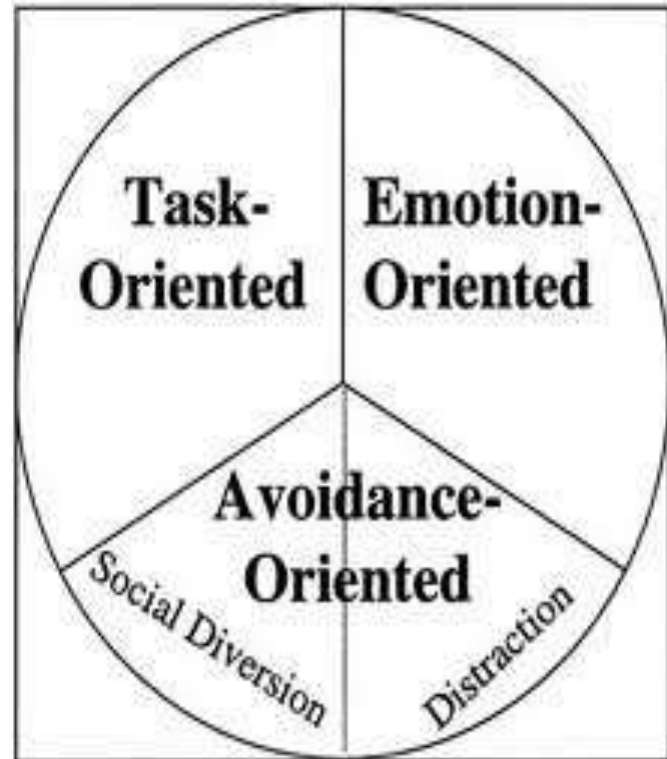 Task-
Oriented
Emotion-
Oriented
Avoidance-
Oriented
Social Diversion
Distraction